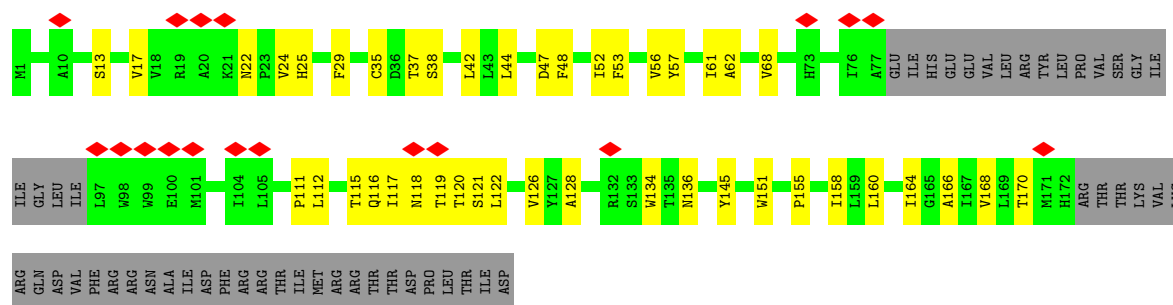 M1 A10 S13 V17 V18 R19 A20 K21 N22 P23 V24 H25 F29 C35 D36 T37 S38 L42 L43 L44 D47 F48 I52 F53 V56 Y57 I61 A62 V68 H73 I76 A77 GLU ILE HIS GLU GLU VAL LEU ARG TYR LEU PRO VAL SER GLY ILE
ILE GLY LEU ILE L97 W98 W99 E100 M101 I104 L105 P111 L112 T115 Q116 I117 N118 T119 T120 S121 L122 V126 Y127 A128 R132 S133 W134 T135 N136 Y145 W151 P155 I158 L159 L160 I164 G165 A166 I167 V168 L169 T170 M171 H172 ARG THR THR LYS VAL
ARG GLN ASP VAL PHE ARG ARG ASN ALA ILE ASP PHE ARG ARG THR ILE MET ARG ARG THR THR ASP PRO LEU THR ILE ASP